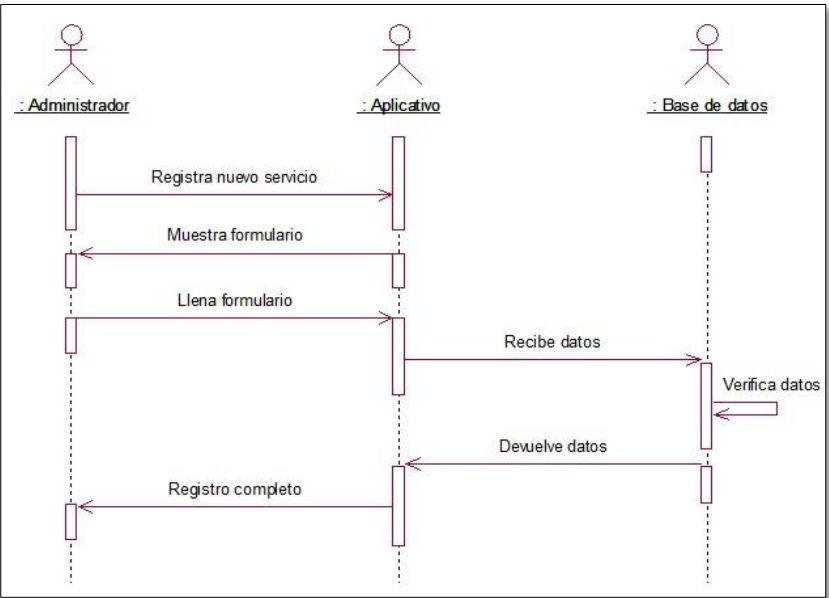 : Administrador
: Aplicativo
: Base de datos
Registra nuevo servicio
Muestra formulario
Llena formulario
Recibe datos
Verifica datos
Devuelve datos
Registro completo